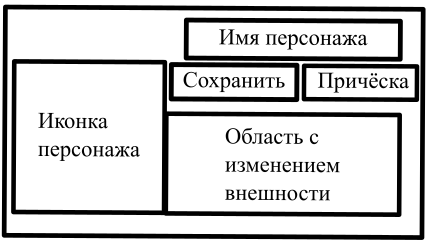 Имя персонажа
Сохранить
Причёска
Иконка
персонажа
Область с
изменением
внешности